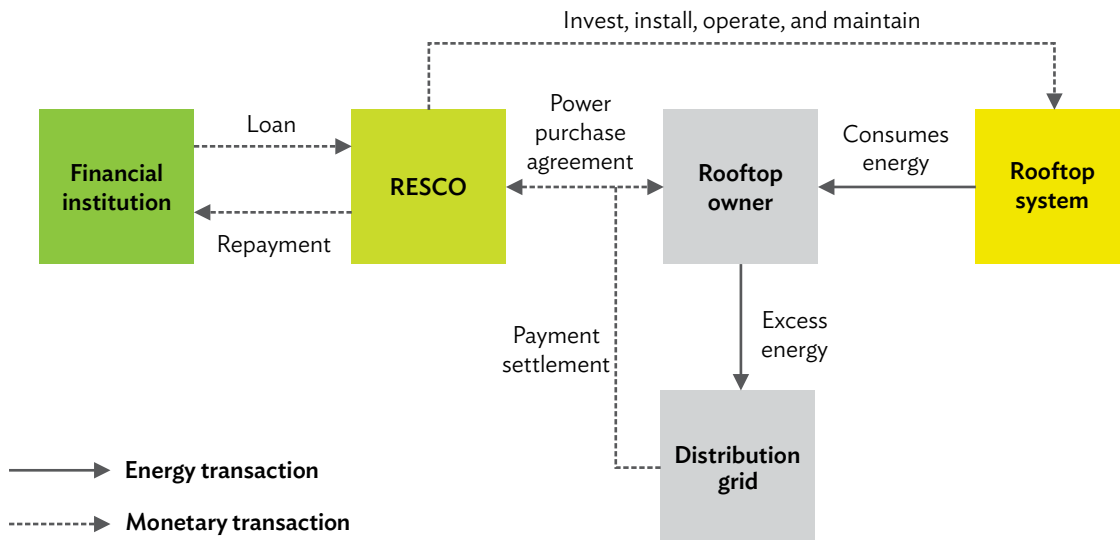 Invest, install, operate, and maintain
Loan
Power
purchase
agreement
Consumes
energy
Financial
institution
RESCO
Rooftop
owner
Rooftop
system
Repayment
Payment
settlement
Excess
energy
Distribution
grid
Energy transaction
Monetary transaction